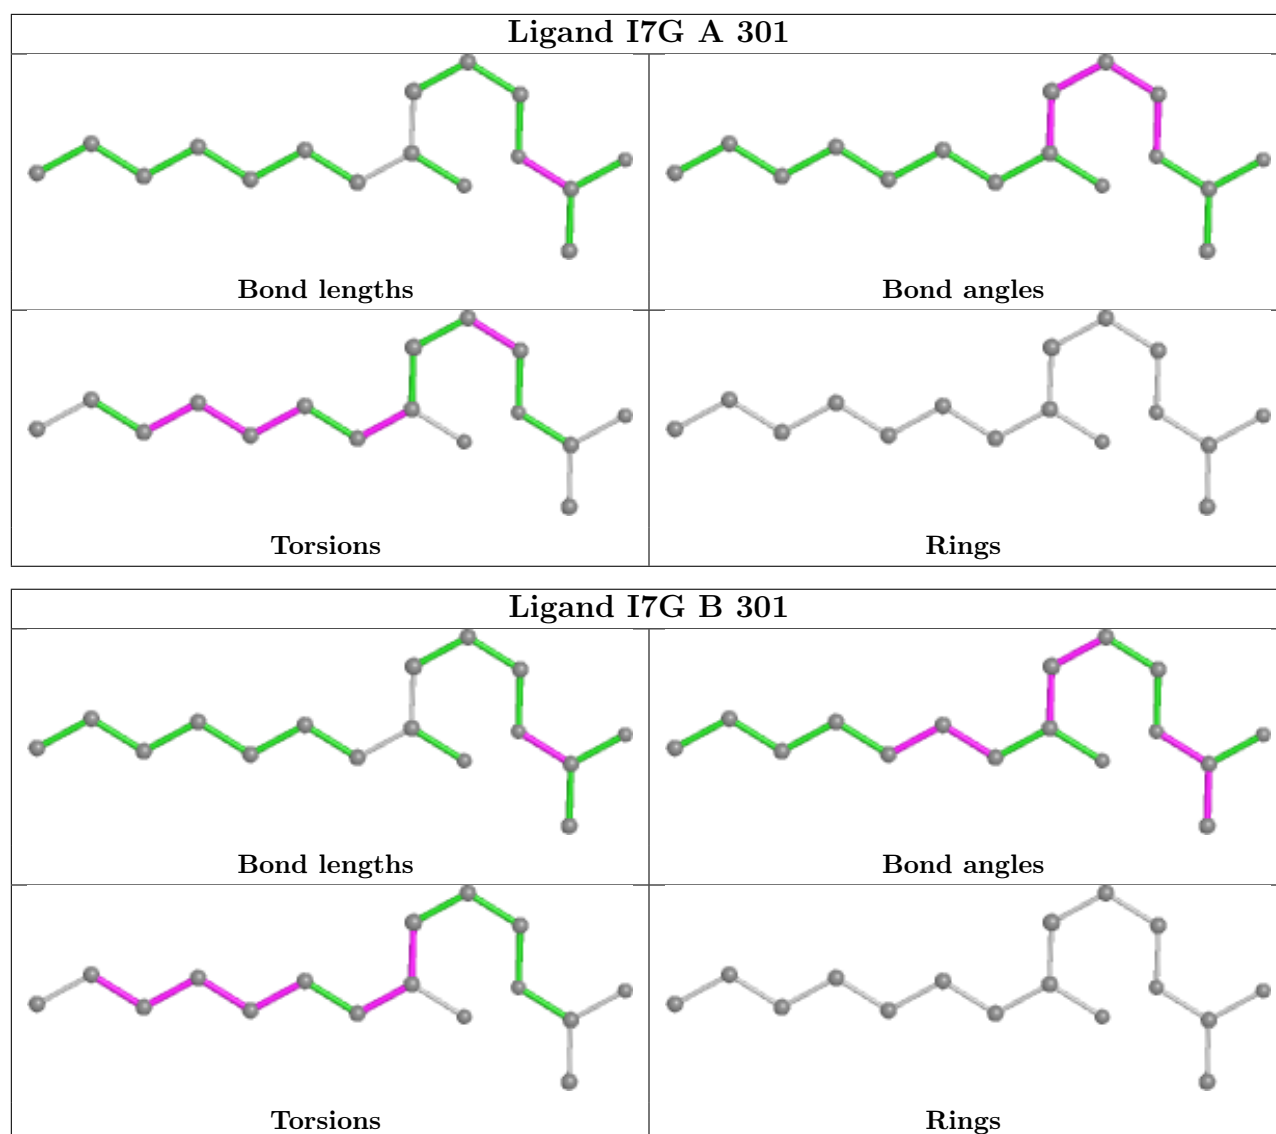 Ligand I7G A 301
Bond lengths
Bond angles
Torsions
Rings
Ligand I7G B 301
Bond lengths
Bond angles
Torsions
Rings